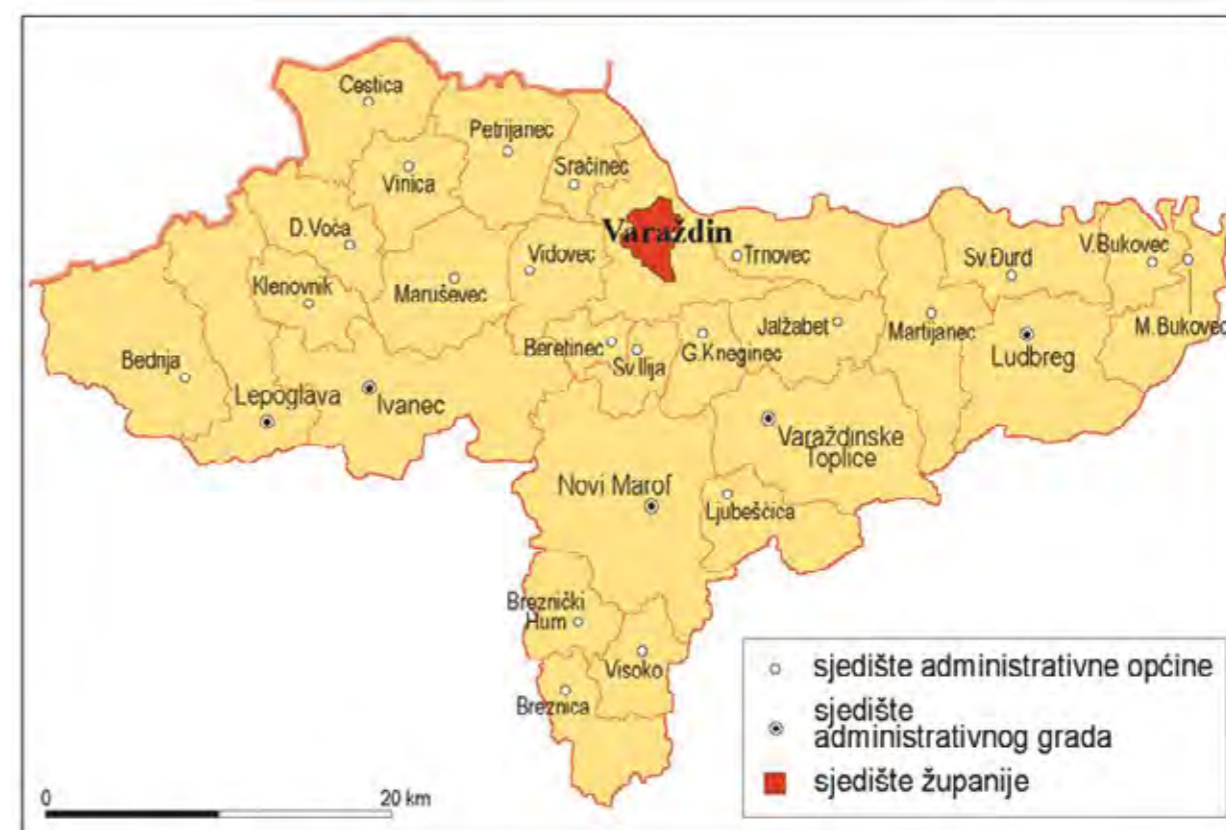 Cestica
Petrijanec
Sračinec
Vinica
Varaždin
D.Voća
Vidovec
Trnovec
V.Bukovec
Sv.Đurđ
Klenovnik
Maruševec
Jalžabet
Martijanec
M.Bukovec
Beretinec
Sv.Ilija
G.Kneginec
Ludbreg
Bednja
Lepoglava
Ivanec
Varaždinske
Toplice
Novi Marof
Ljubešćica
Breznički
Hum
Visoko
Breznica
sjedište administrativne općine
sjedište
administrativnog grada
sjedište županije
0 20 km